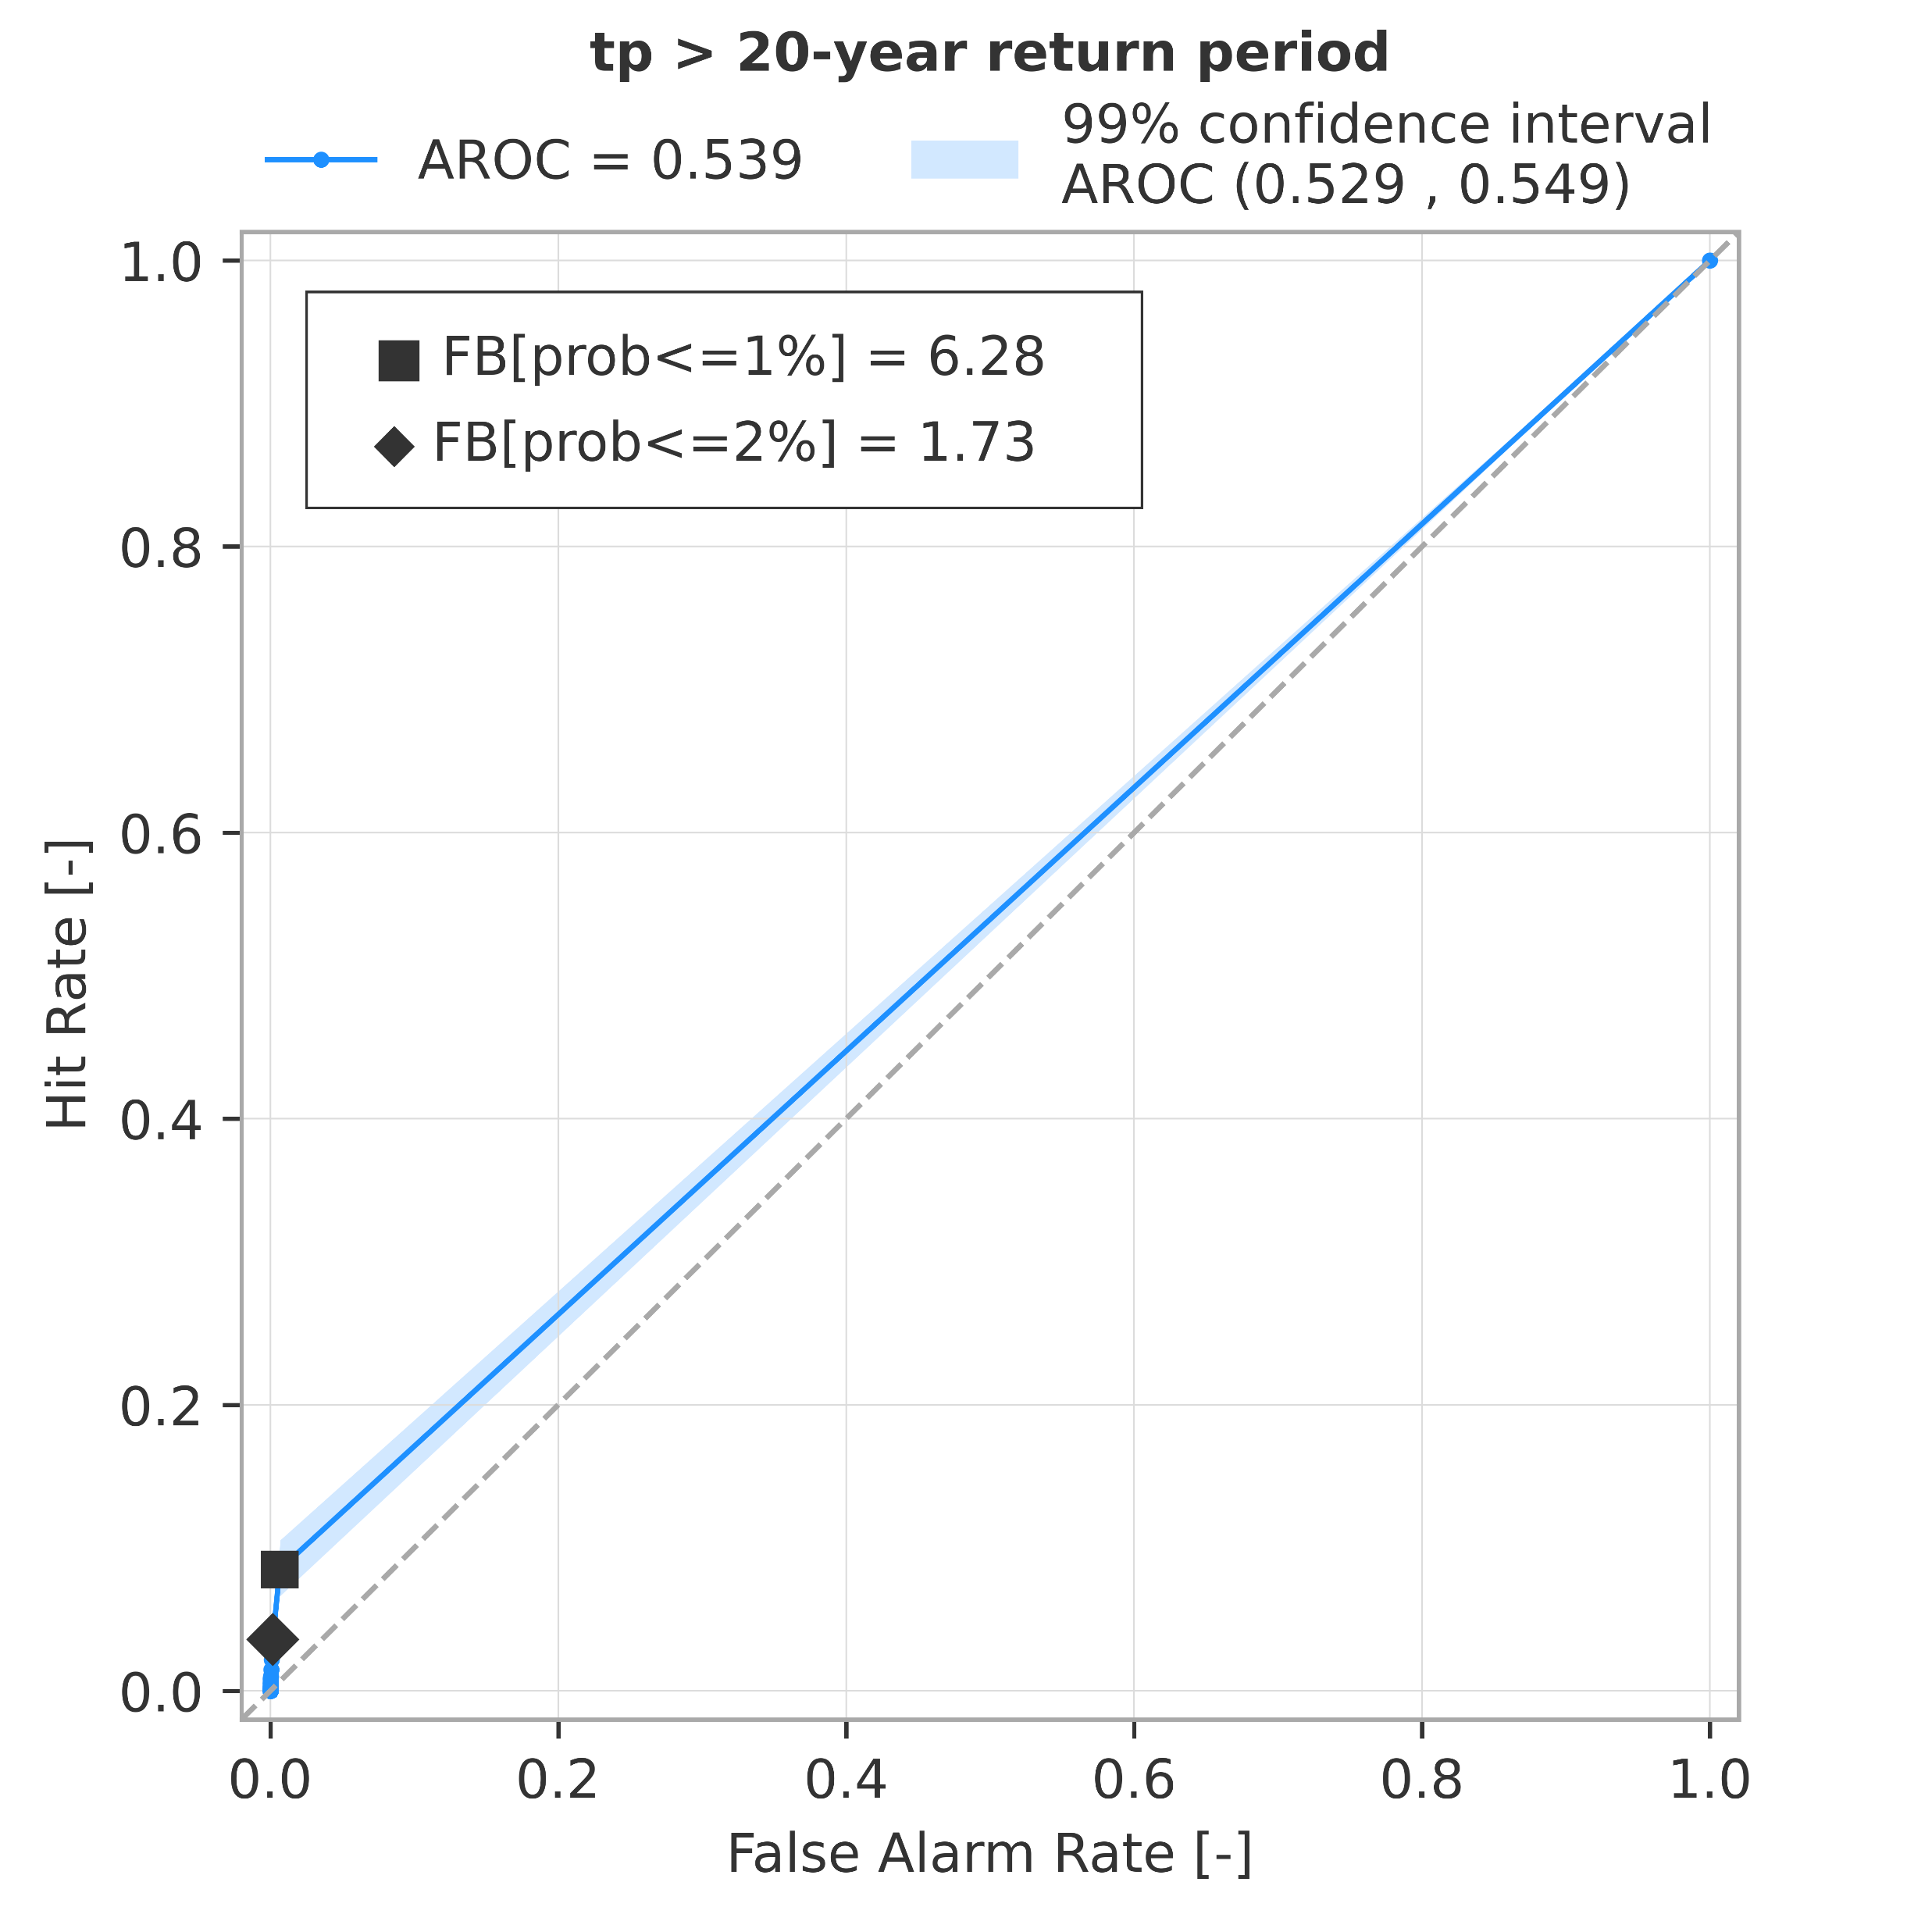 tp > 20-year return period
AROC = 0.539
99% confidence interval
AROC (0.529 , 0.549)
FB[prob<=1%] = 6.28
FB[prob<=2%] = 1.73
Hit Rate [-]
1.0
0.8
0.6
0.4
0.2
0.0
0.0 0.2 0.4 0.6 0.8 1.0
False Alarm Rate [-]